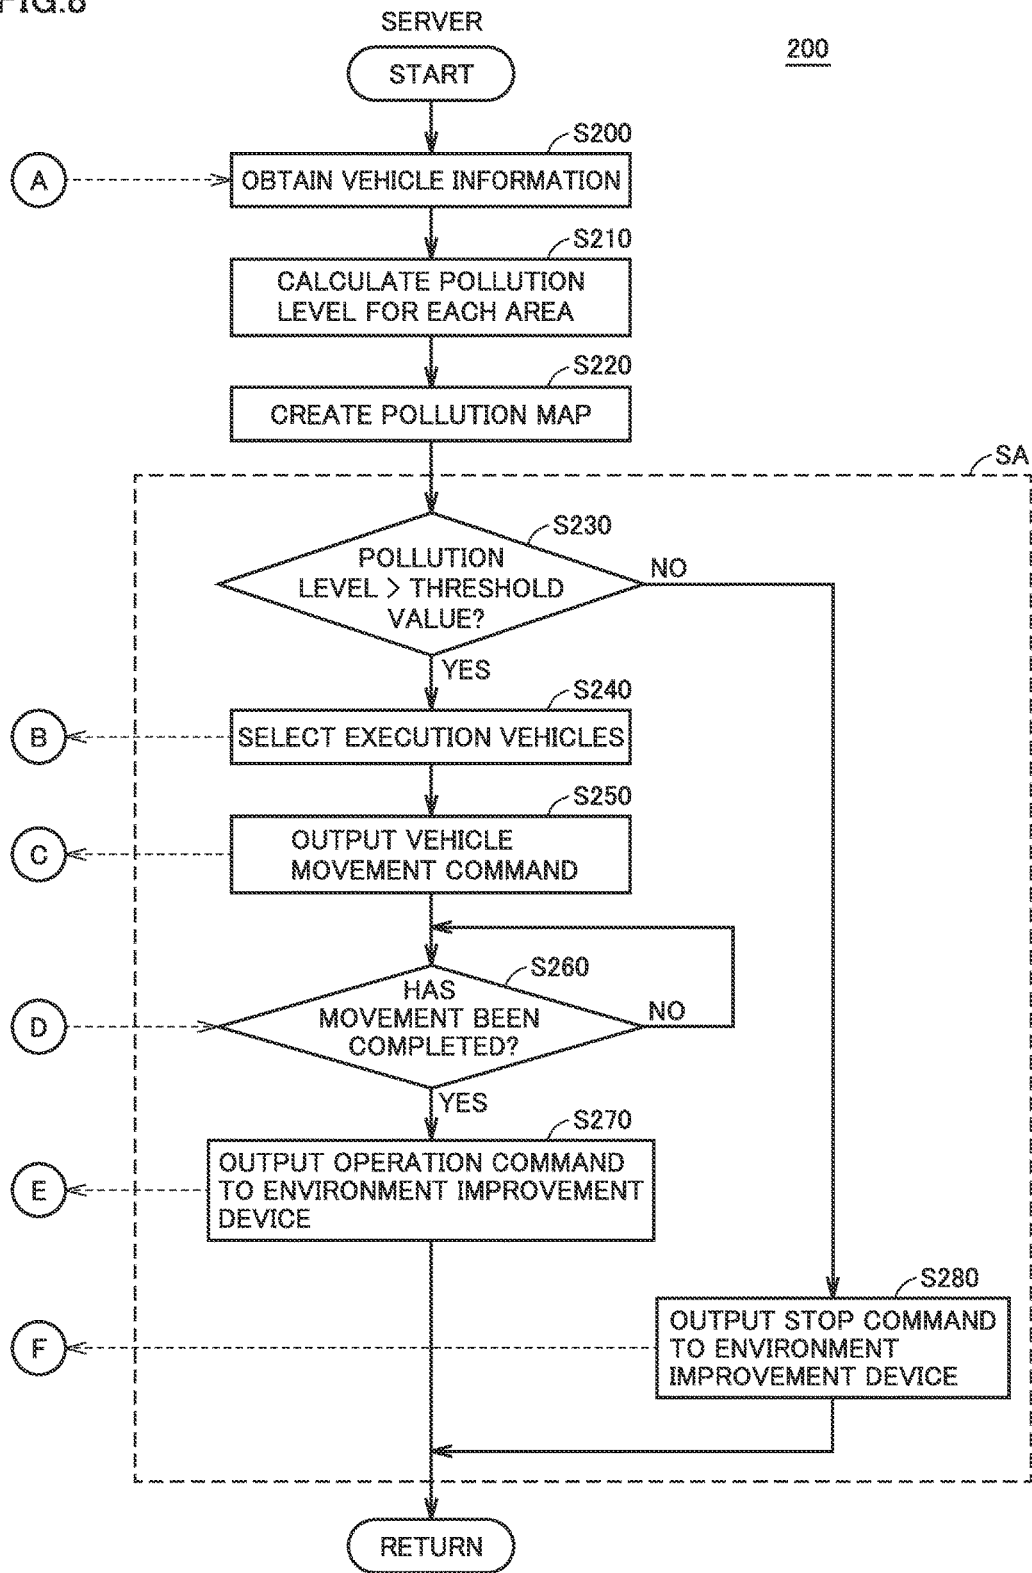 FIG.8
SERVER
200
START
S200
A
OBTAIN VEHICLE INFORMATION
S210
CALCULATE POLLUTION
LEVEL FOR EACH AREA
S220
CREATE POLLUTION MAP
SA
S230
POLLUTION
LEVEL > THRESHOLD
VALUE?
NO
YES
S240
B
SELECT EXECUTION VEHICLES
S250
C
OUTPUT VEHICLE
MOVEMENT COMMAND
S260
D
HAS
MOVEMENT BEEN
COMPLETED?
NO
YES
S270
E
OUTPUT OPERATION COMMAND
TO ENVIRONMENT IMPROVEMENT
DEVICE
S280
F
OUTPUT STOP COMMAND
TO ENVIRONMENT
IMPROVEMENT DEVICE
RETURN